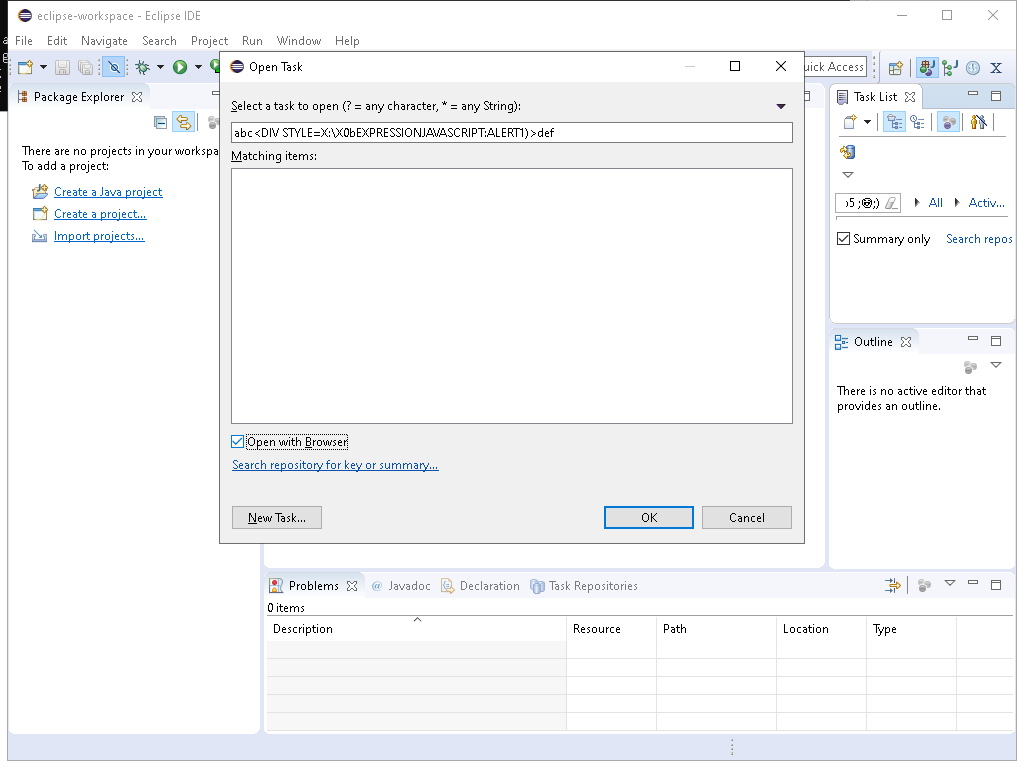 eclipse-workspace - Eclipse IDE
File Edit Navigate Search Project Run Window Help
Open Task
uick Access
Package Explorer
Task List
Select a task to open (? = any character, * = any String):
abc<DIV STYLE=X:\X0bEXPRESSIONJAVASCRIPT;ALERT1)>def
Matching items:
There are no projects in your workspa
To add a project:
Create a Java project
Create a project...
Import projects...
All Activ...
Summary only Search repos
Outline
There is no active editor that
provides an outline.
Open with Browser
Search repository for key or summary...
New Task... OK Cancel
Problems @ Javadoc Declaration Task Repositories
0 items
Description Resource Path Location Type